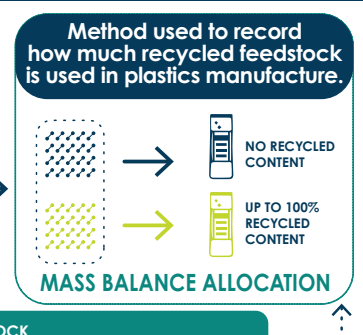 Method used to record
how much recycled feedstock
is used in plastics manufacture.
NO RECYCLED
CONTENT
UP TO 100%
RECYCLED
CONTENT
MASS BALANCE ALLOCATION
OCK